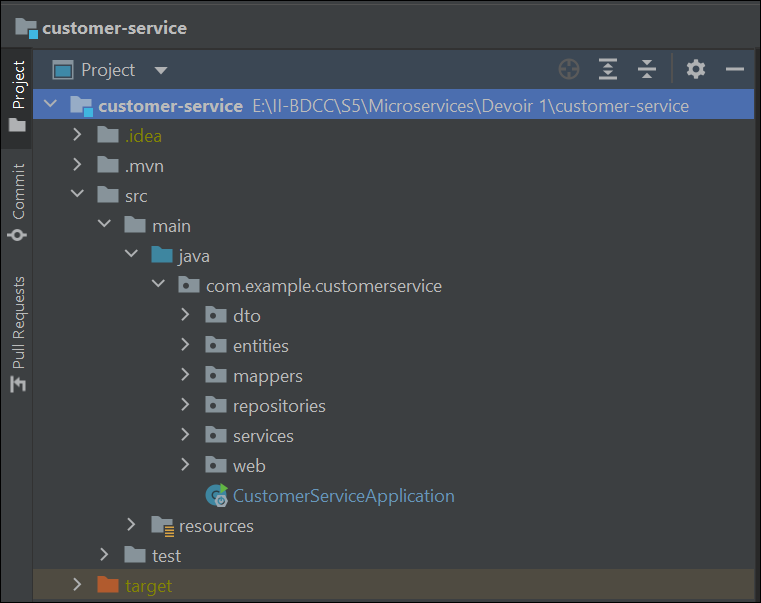 customer-service
Project
customer-service E:\II-BDCC\S5\Microservices\Devoir 1\customer-service
.idea
.mvn
src
main
java
com.example.customerservice
dto
entities
mappers
repositories
services
web
CustomerServiceApplication
resources
test
target
Project
Commit
Pull Requests